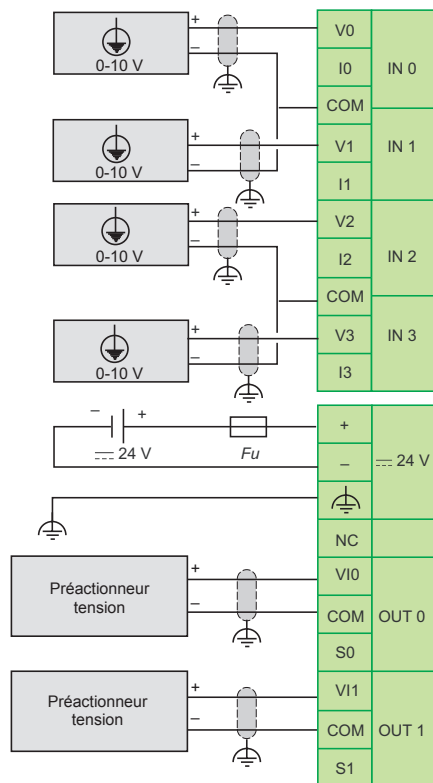 +
V0
–
0-10 V
I0
IN 0
COM
+
V1
IN 1
–
0-10 V
I1
+
V2
–
0-10 V
I2
IN 2
COM
+
V3
IN 3
–
0-10 V
I3
– +
24 V
Fu
+
–
24 V
NC
Préactionneur
tension
+
–
VI0
COM
OUT 0
S0
Préactionneur
tension
+
–
VI1
COM
OUT 1
S1